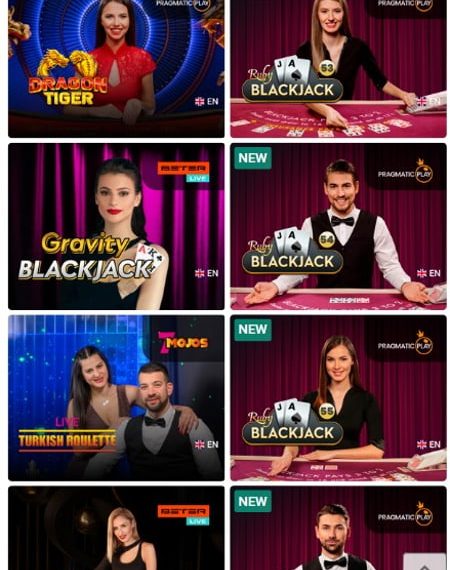 PRAGMATIC PLAY
DRAGON
TIGER
EN
Ruby
J A
53
BLACKJACK
EN
BETER
LIVE
Gravity
A K
BLACKJACK
EN
NEW
PRAGMATIC PLAY
Ruby
J A
54
BLACKJACK
EN
7
MOJOS
LIVE
TURKISH ROULETTE
EN
NEW
PRAGMATIC PLAY
Ruby
J A
55
BLACKJACK
EN
BETER
LIVE
NEW
PRAGMATIC PLAY